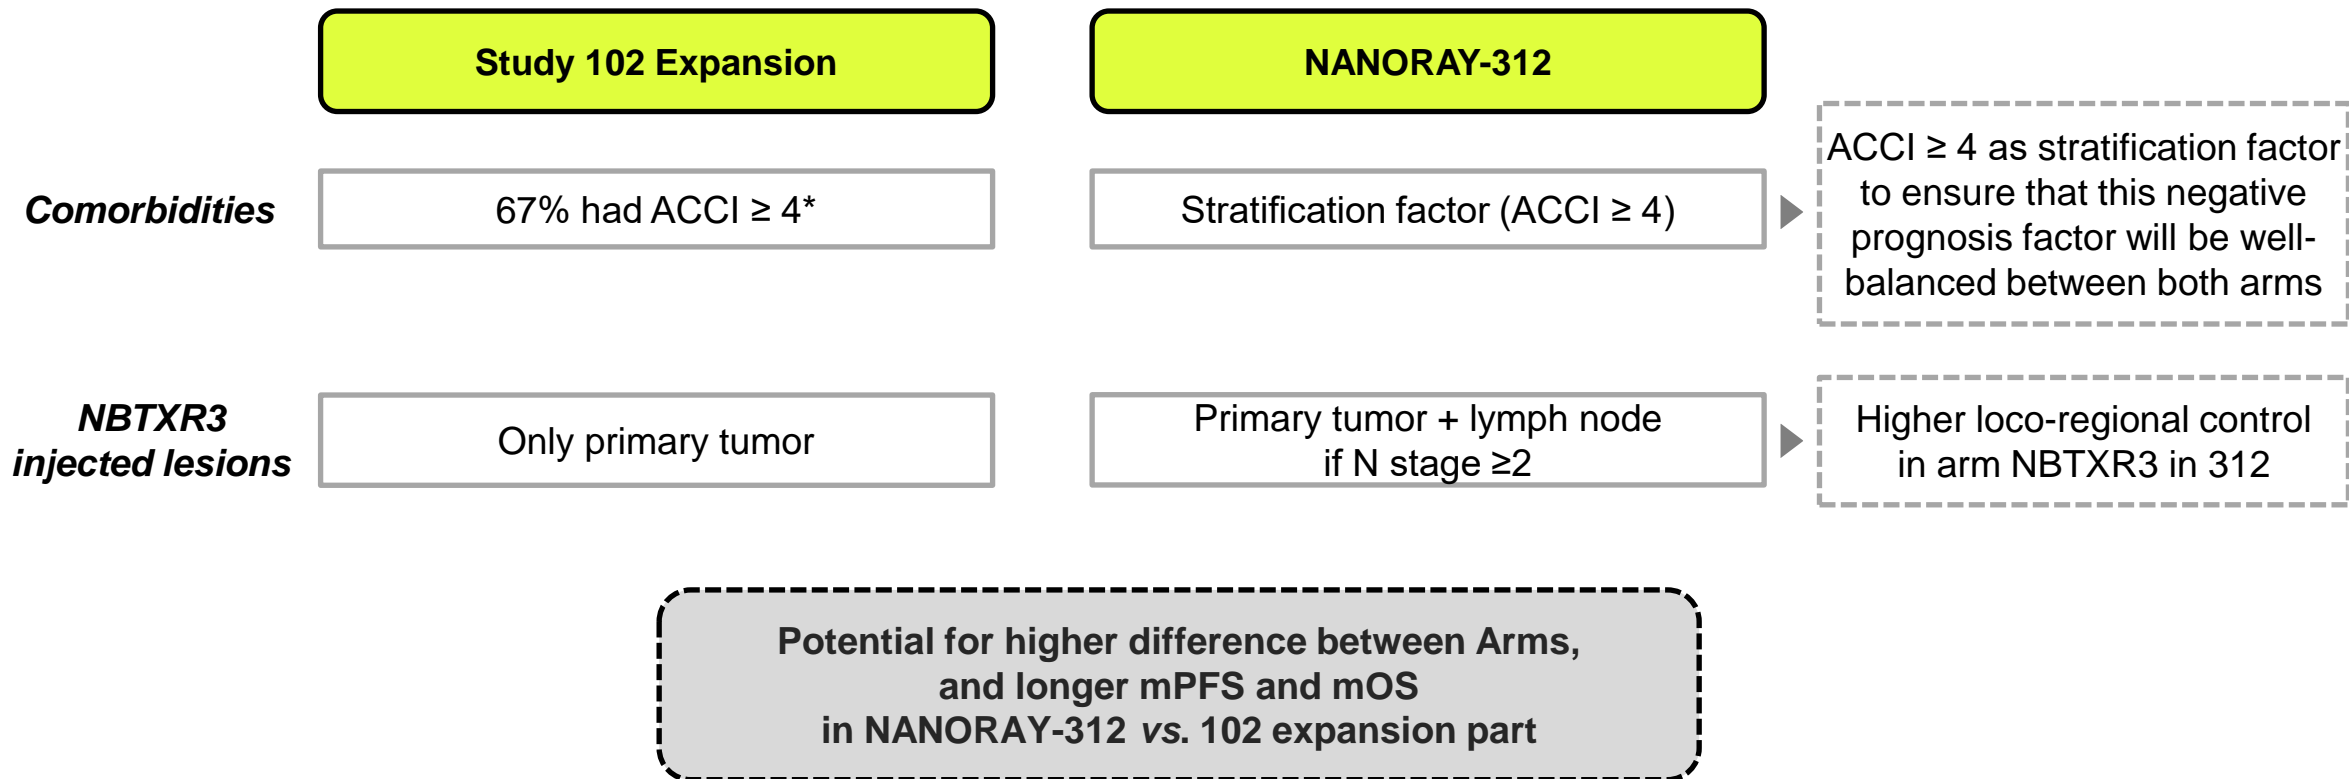 Study 102 Expansion
NANORAY-312
Comorbidities
67% had ACCI ≥ 4*
Stratification factor (ACCI ≥ 4)
ACCI ≥ 4 as stratification factor
to ensure that this negative
prognosis factor will be well-
balanced between both arms
NBTXR3
injected lesions
Only primary tumor
Primary tumor + lymph node
if N stage ≥2
Higher loco-regional control
in arm NBTXR3 in 312
Potential for higher difference between Arms,
and longer mPFS and mOS
in NANORAY-312 vs. 102 expansion part